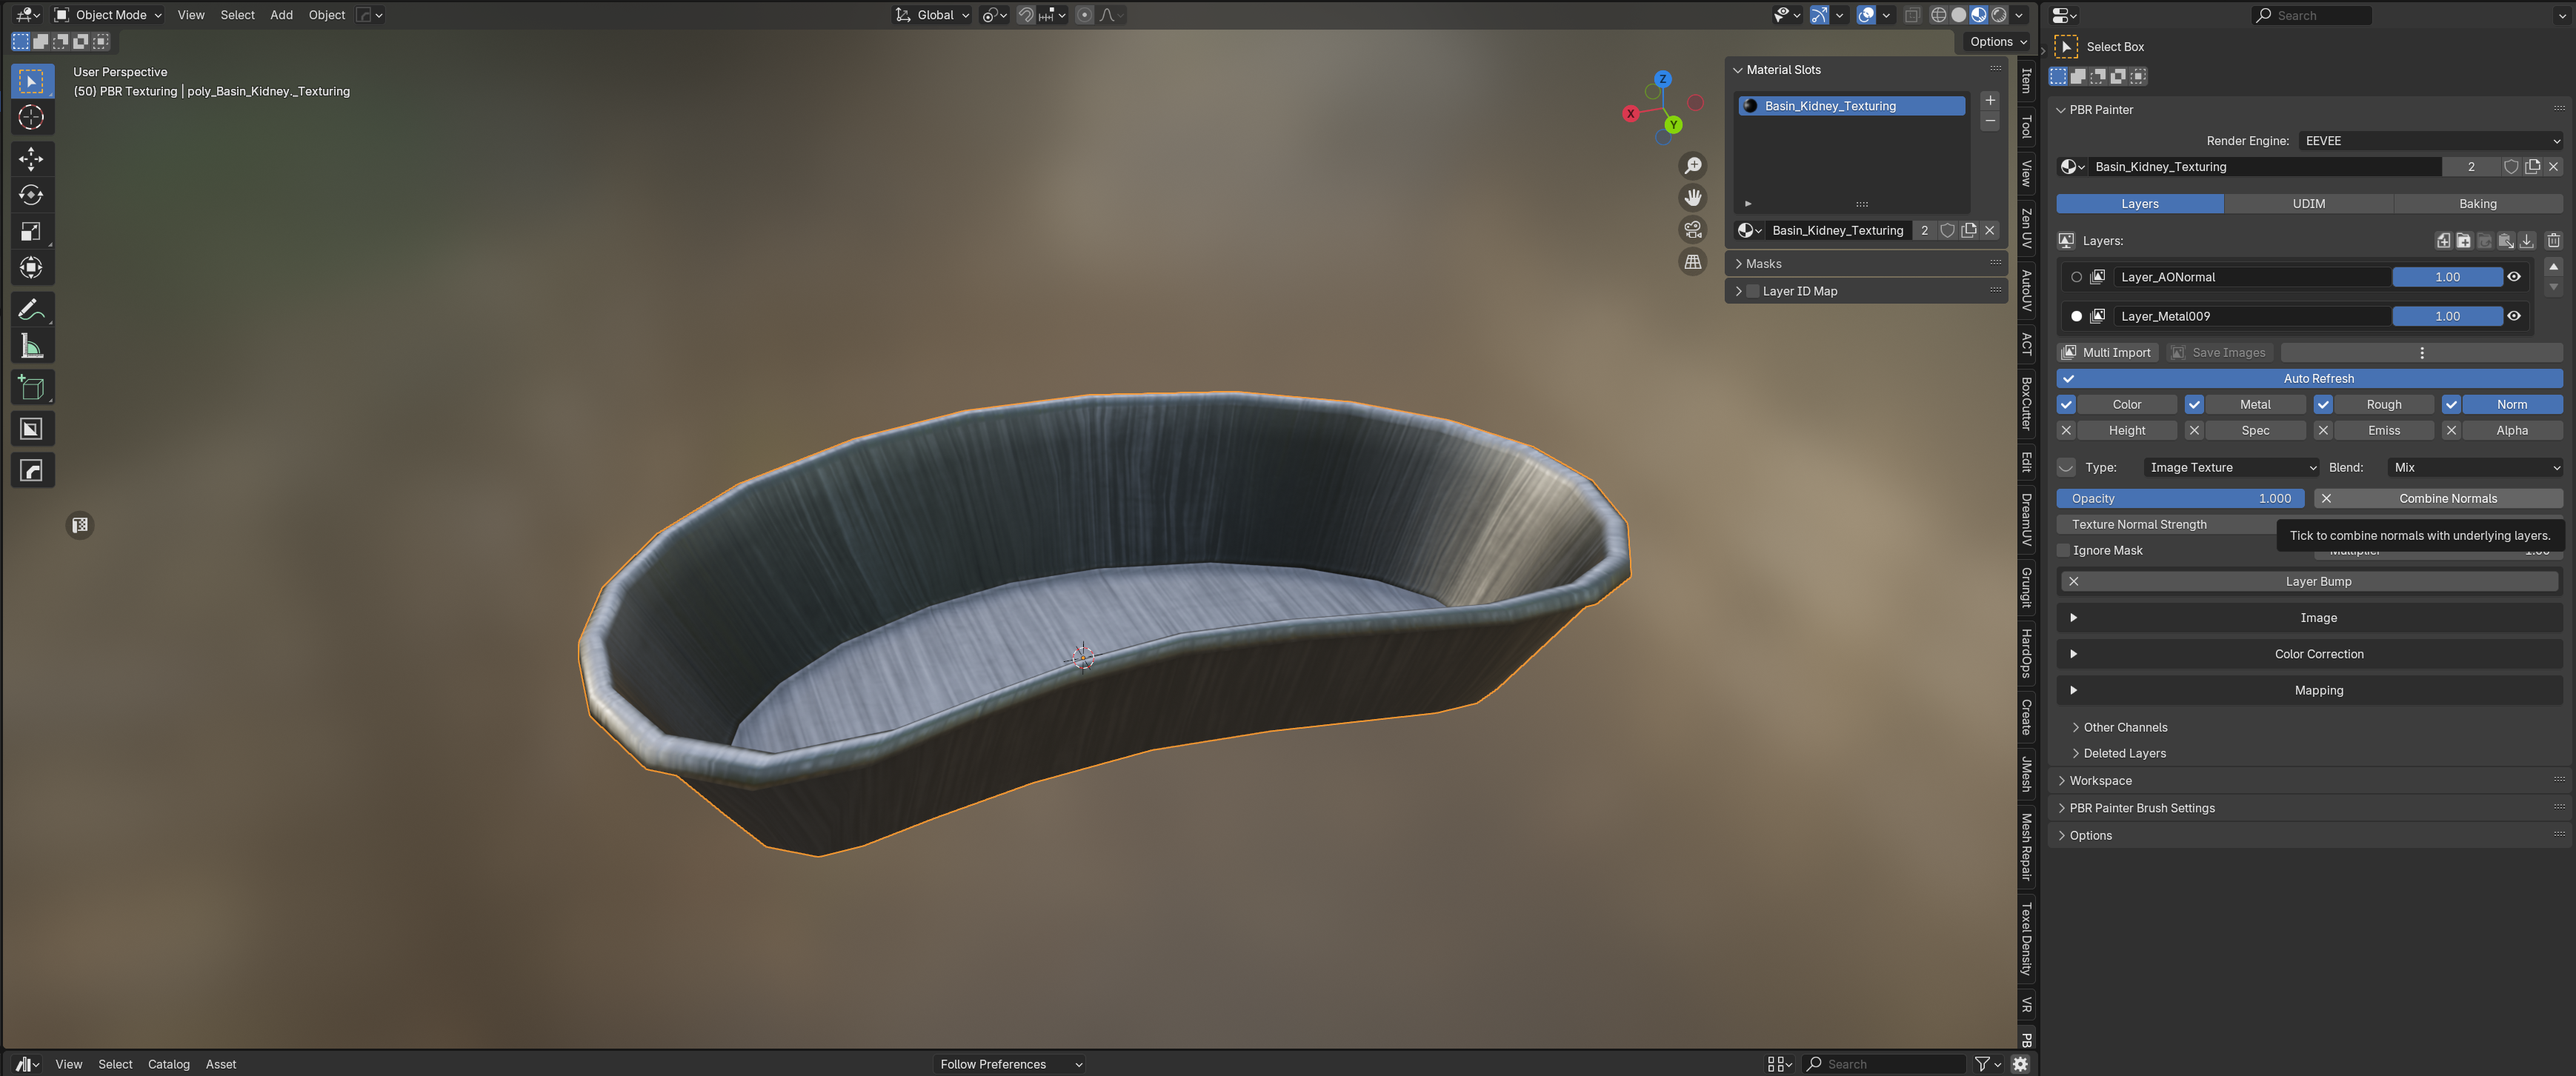 Object Mode View Select Add Object Global Search
Options Select Box
User Perspective
(50) PBR Texturing | poly_Basin_Kidney._Texturing
Z
X
Y
Material Slots
Basin_Kidney_Texturing
Basin_Kidney_Texturing 2
Masks
Layer ID Map
Item
Tool
View
Zen UV
AutoUV
ACT
BoxCutter
Edit
DreamUV
Grungit
HardOps
Create
JMesh
Mesh Repair
Texel Density
VR
PB
PBR Painter
Render Engine: EEVEE
Basin_Kidney_Texturing 2
Layers UDIM Baking
Layers:
Layer_AONormal 1.00
Layer_Metal009 1.00
Multi Import Save Images
Auto Refresh
Color Metal Rough Norm
Height Spec Emiss Alpha
Type: Image Texture Blend: Mix
Opacity 1.000 Combine Normals
Texture Normal Strength
Tick to combine normals with underlying layers.
Ignore Mask
Layer Bump
Image
Color Correction
Mapping
Other Channels
Deleted Layers
Workspace
PBR Painter Brush Settings
Options
View Select Catalog Asset Follow Preferences Search